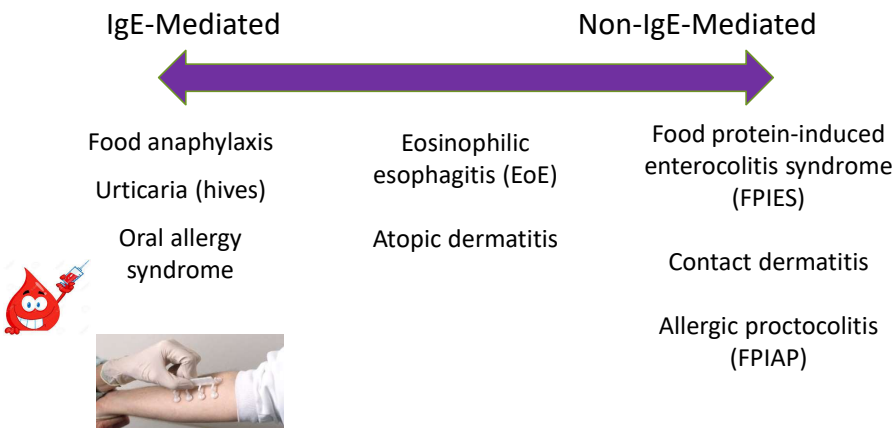 IgE-Mediated
Non-IgE-Mediated
Food anaphylaxis
Urticaria (hives)
Oral allergy
syndrome
Eosinophilic
esophagitis (EoE)
Atopic dermatitis
Food protein-induced
enterocolitis syndrome
(FPIES)
Contact dermatitis
Allergic proctocolitis
(FPIAP)